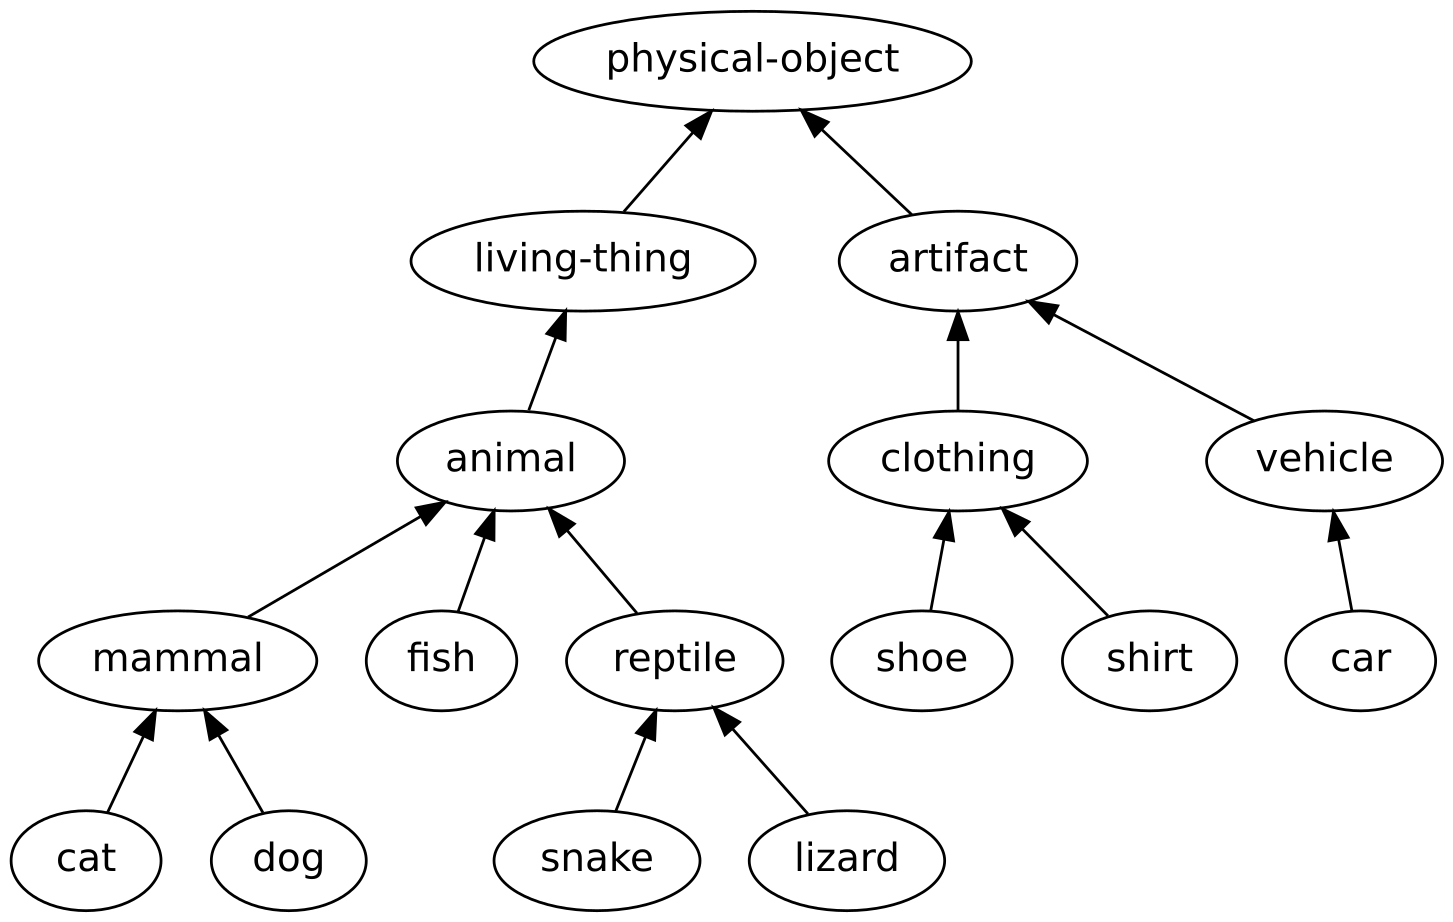 physical-object
living-thing
artifact
animal
clothing
vehicle
mammal
fish
reptile
shoe
shirt
car
cat
dog
snake
lizard